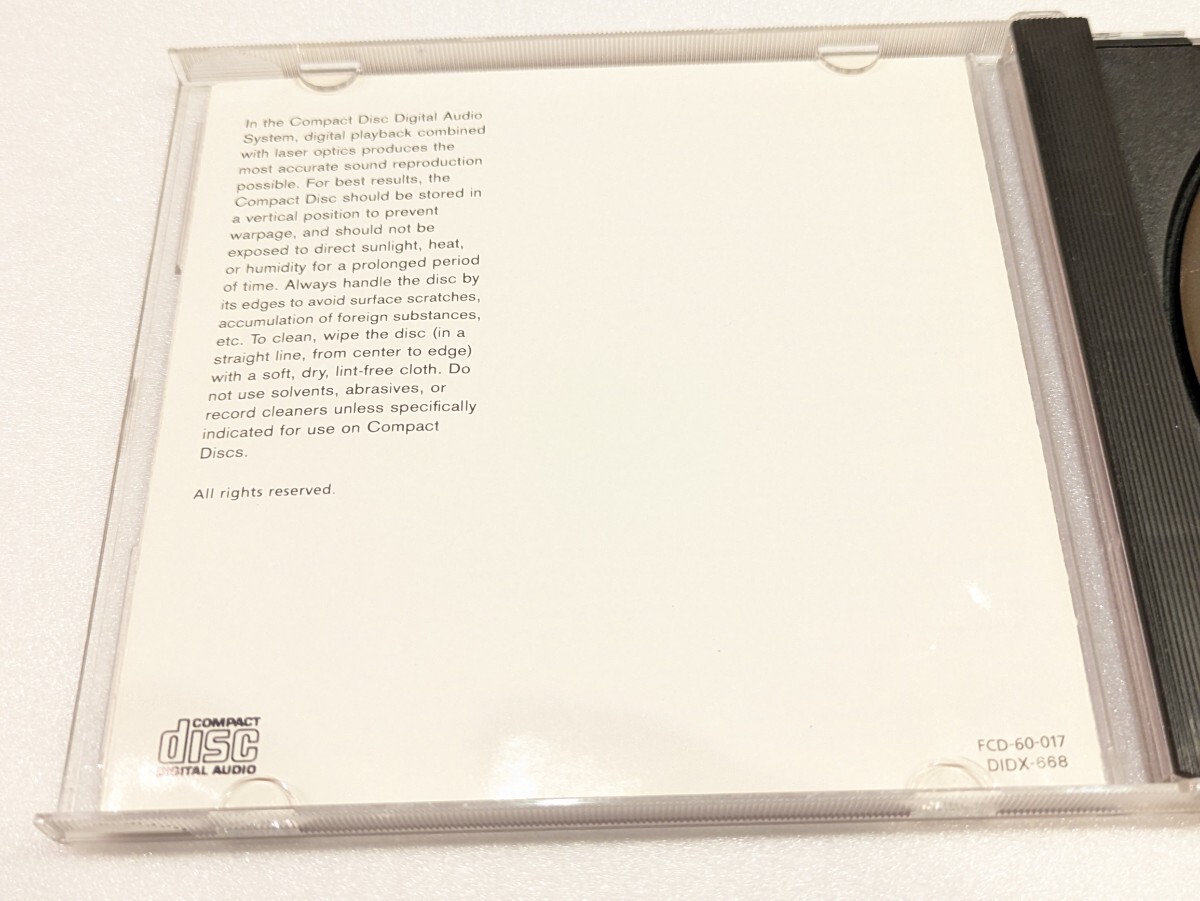 In the Compact Disc Digital Audio
System, digital playback combined
with laser optics produces the
most accurate sound reproduction
possible. For best results, the
Compact Disc should be stored in
a vertical position to prevent
warpage, and should not be
exposed to direct sunlight, heat,
or humidity for a prolonged period
of time. Always handle the disc by
its edges to avoid surface scratches,
accumulation of foreign substances,
etc. To clean, wipe the disc (in a
straight line, from center to edge)
with a soft, dry, lint-free cloth. Do
not use solvents, abrasives, or
record cleaners unless specifically
indicated for use on Compact
Discs.
All rights reserved.
COMPACT
disc
DIGITAL AUDIO
FCD-60-017
DIDX-668